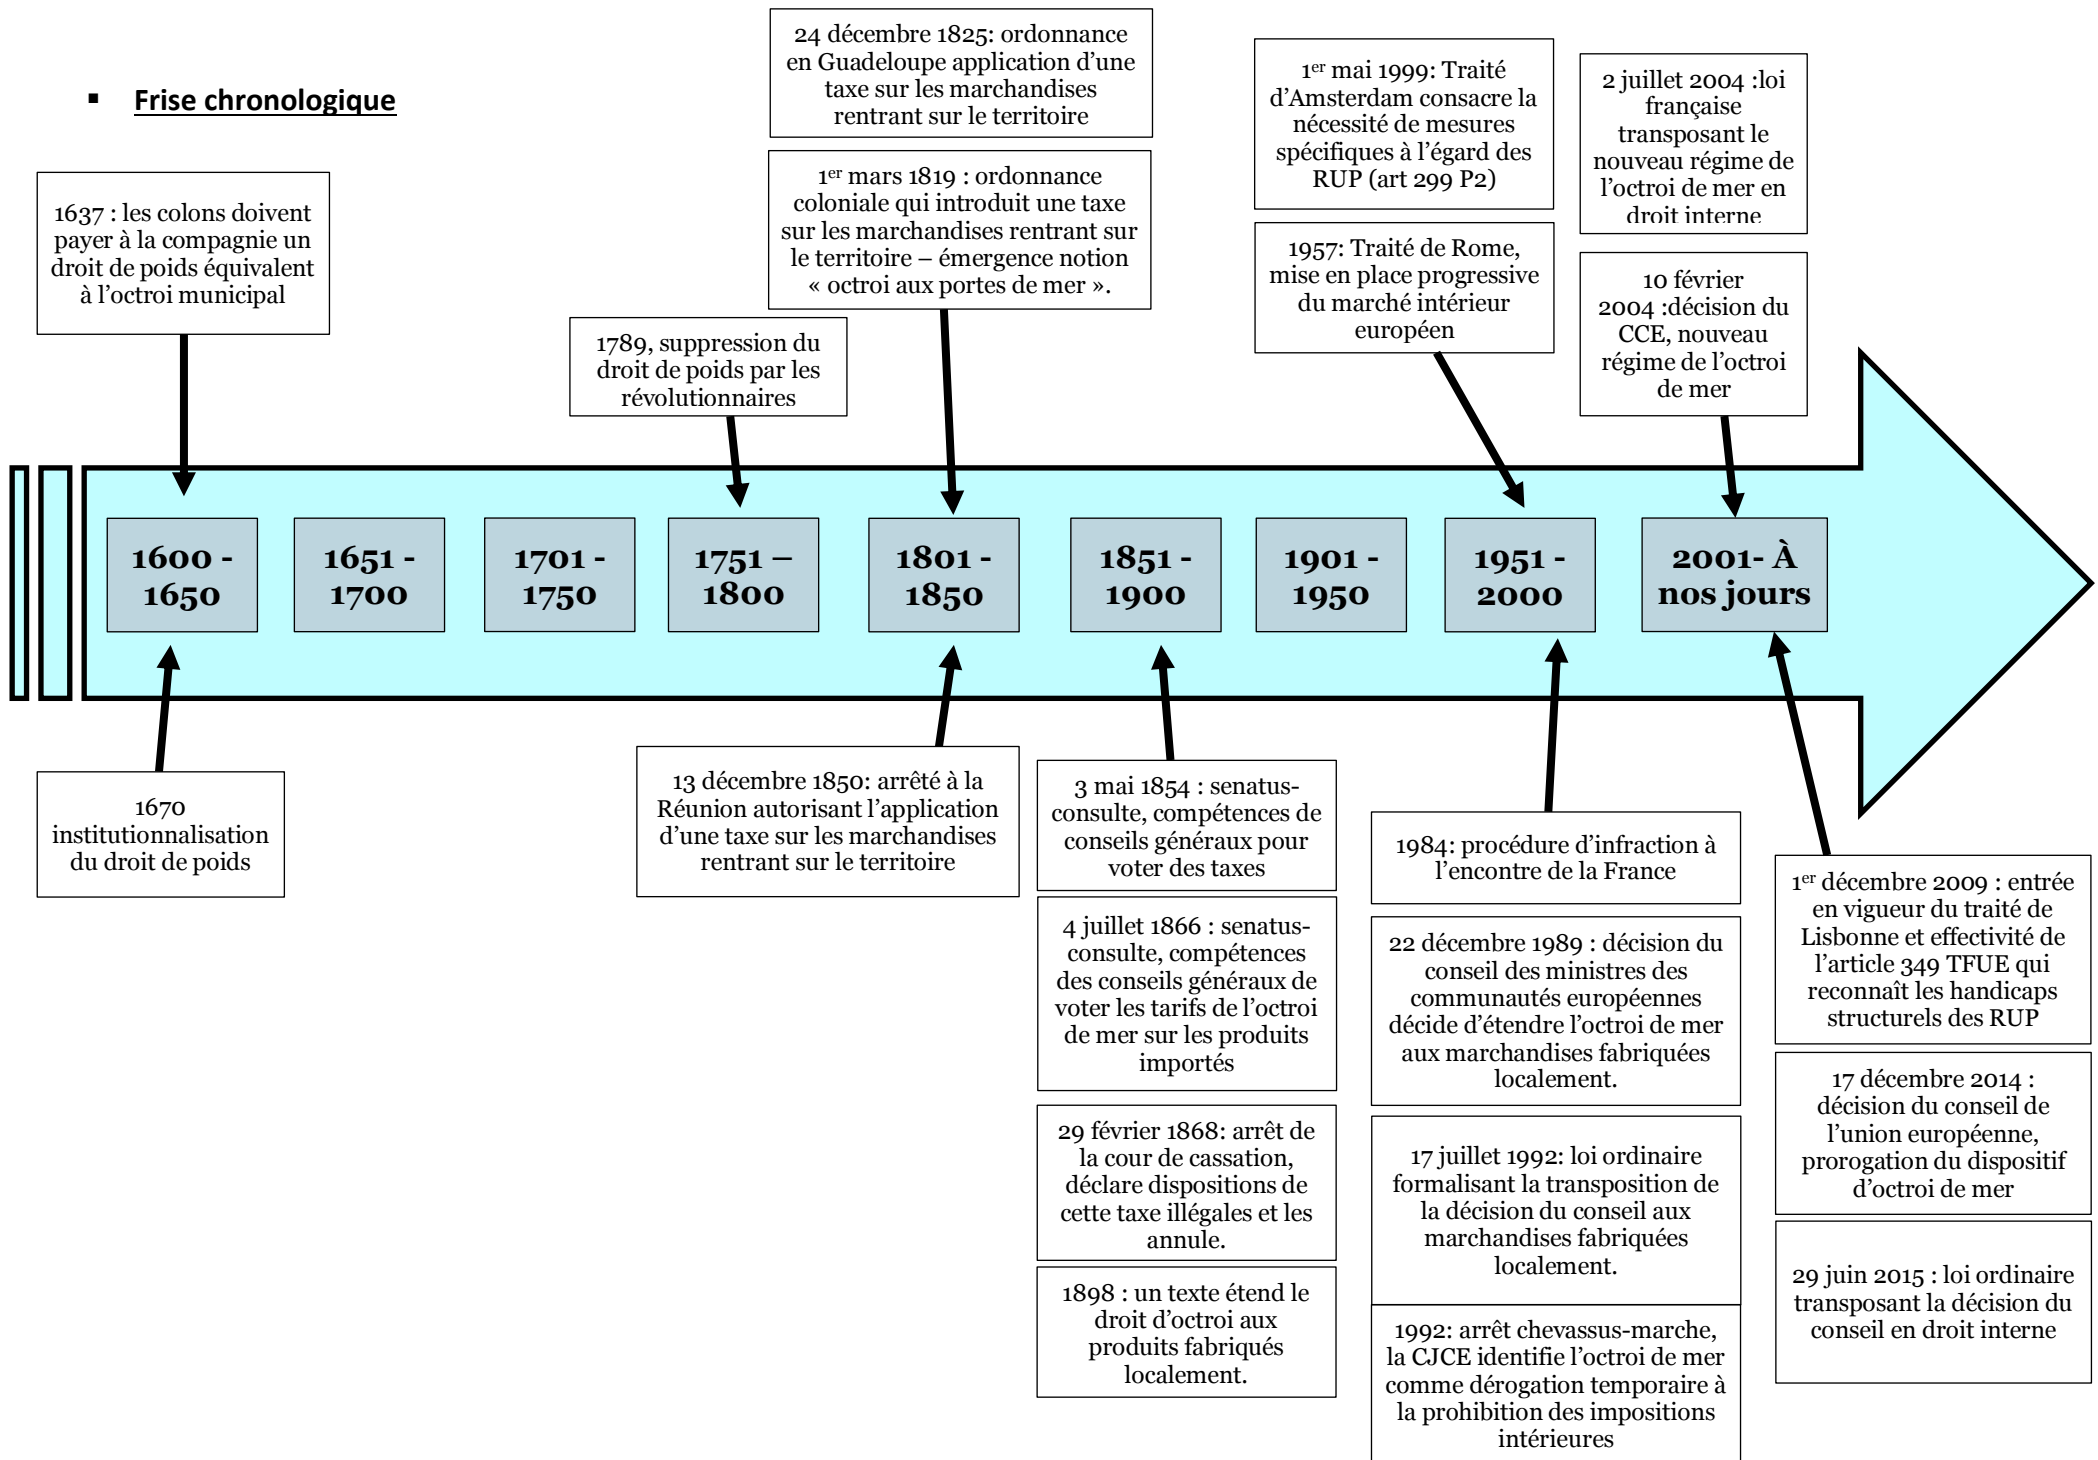 ▪ Frise chronologique
24 décembre 1825: ordonnance
en Guadeloupe application d’une
taxe sur les marchandises
rentrant sur le territoire
1er mai 1999: Traité
d’Amsterdam consacre la
nécessité de mesures
spécifiques à l’égard des
RUP (art 299 P2)
2 juillet 2004 :loi
française
transposant le
nouveau régime de
l’octroi de mer en
droit interne
1637 : les colons doivent
payer à la compagnie un
droit de poids équivalent
à l’octroi municipal
1er mars 1819 : ordonnance
coloniale qui introduit une taxe
sur les marchandises rentrant sur
le territoire – émergence notion
« octroi aux portes de mer ».
1957: Traité de Rome,
mise en place progressive
du marché intérieur
européen
10 février
2004 :décision du
CCE, nouveau
régime de l’octroi
de mer
1789, suppression du
droit de poids par les
révolutionnaires
1600 -
1650
1651 -
1700
1701 -
1750
1751 –
1800
1801 -
1850
1851 -
1900
1901 -
1950
1951 -
2000
2001- À
nos jours
1670
institutionnalisation
du droit de poids
13 décembre 1850: arrêté à la
Réunion autorisant l’application
d’une taxe sur les marchandises
rentrant sur le territoire
3 mai 1854 : senatus-
consulte, compétences de
conseils généraux pour
voter des taxes
4 juillet 1866 : senatus-
consulte, compétences
des conseils généraux de
voter les tarifs de l’octroi
de mer sur les produits
importés
29 février 1868: arrêt de
la cour de cassation,
déclare dispositions de
cette taxe illégales et les
annule.
1898 : un texte étend le
droit d’octroi aux
produits fabriqués
localement.
1984: procédure d’infraction à
l’encontre de la France
22 décembre 1989 : décision du
conseil des ministres des
communautés européennes
décide d’étendre l’octroi de mer
aux marchandises fabriquées
localement.
17 juillet 1992: loi ordinaire
formalisant la transposition de
la décision du conseil aux
marchandises fabriquées
localement.
1992: arrêt chevassus-marche,
la CJCE identifie l’octroi de mer
comme dérogation temporaire à
la prohibition des impositions
intérieures
1er décembre 2009 : entrée
en vigueur du traité de
Lisbonne et effectivité de
l’article 349 TFUE qui
reconnaît les handicaps
structurels des RUP
17 décembre 2014 :
décision du conseil de
l’union européenne,
prorogation du dispositif
d’octroi de mer
29 juin 2015 : loi ordinaire
transposant la décision du
conseil en droit interne